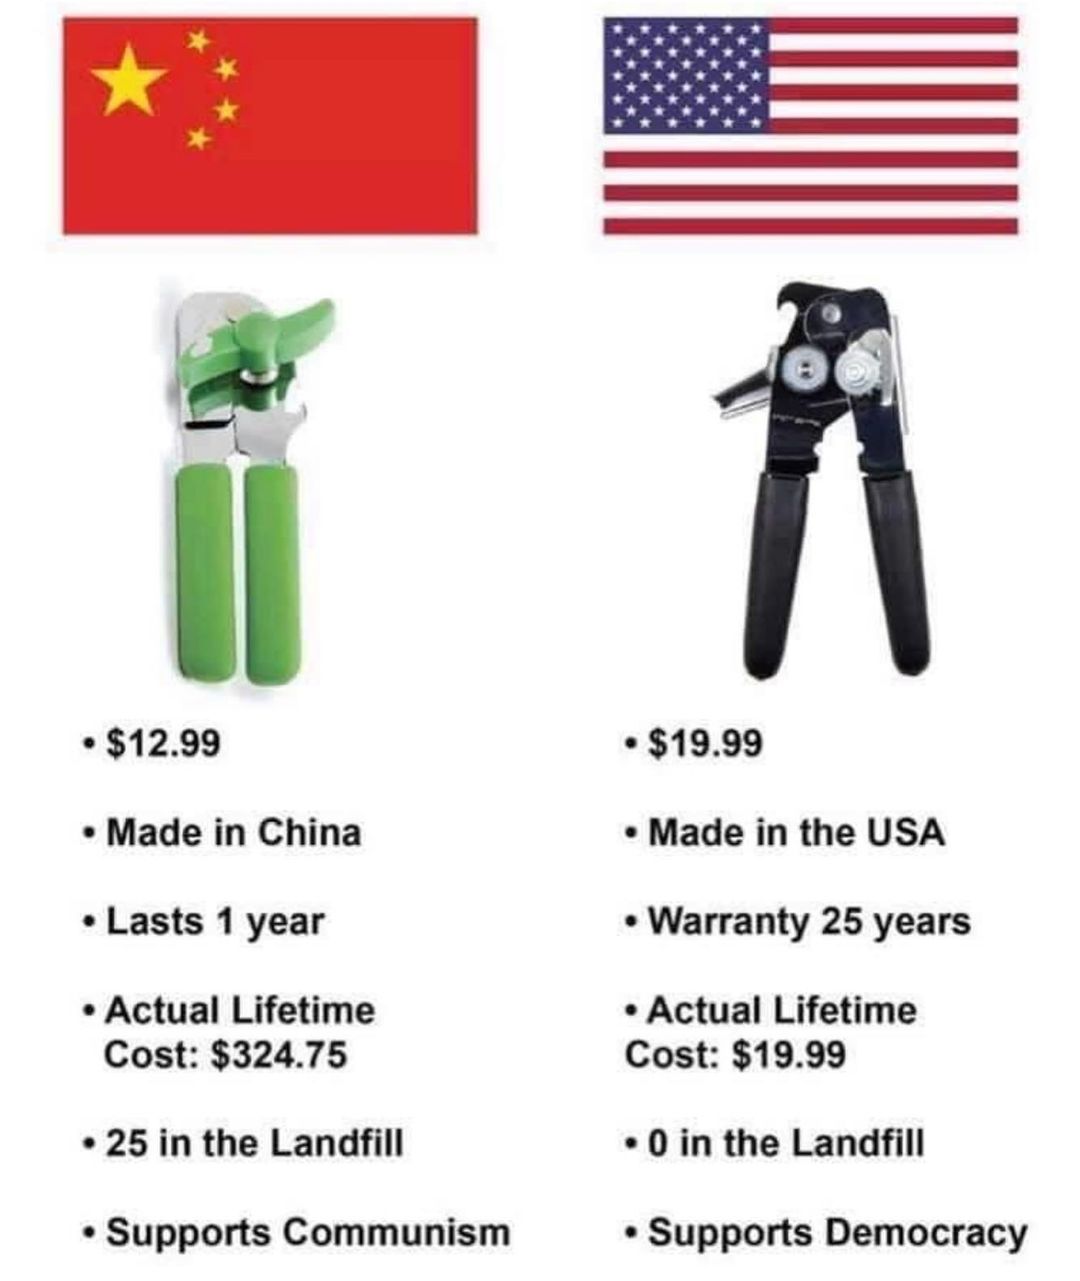 • $12.99
• Made in China
• Lasts 1 year
• Actual Lifetime
Cost: $324.75
• 25 in the Landfill
• Supports Communism
• $19.99
• Made in the USA
• Warranty 25 years
• Actual Lifetime
Cost: $19.99
• 0 in the Landfill
• Supports Democracy